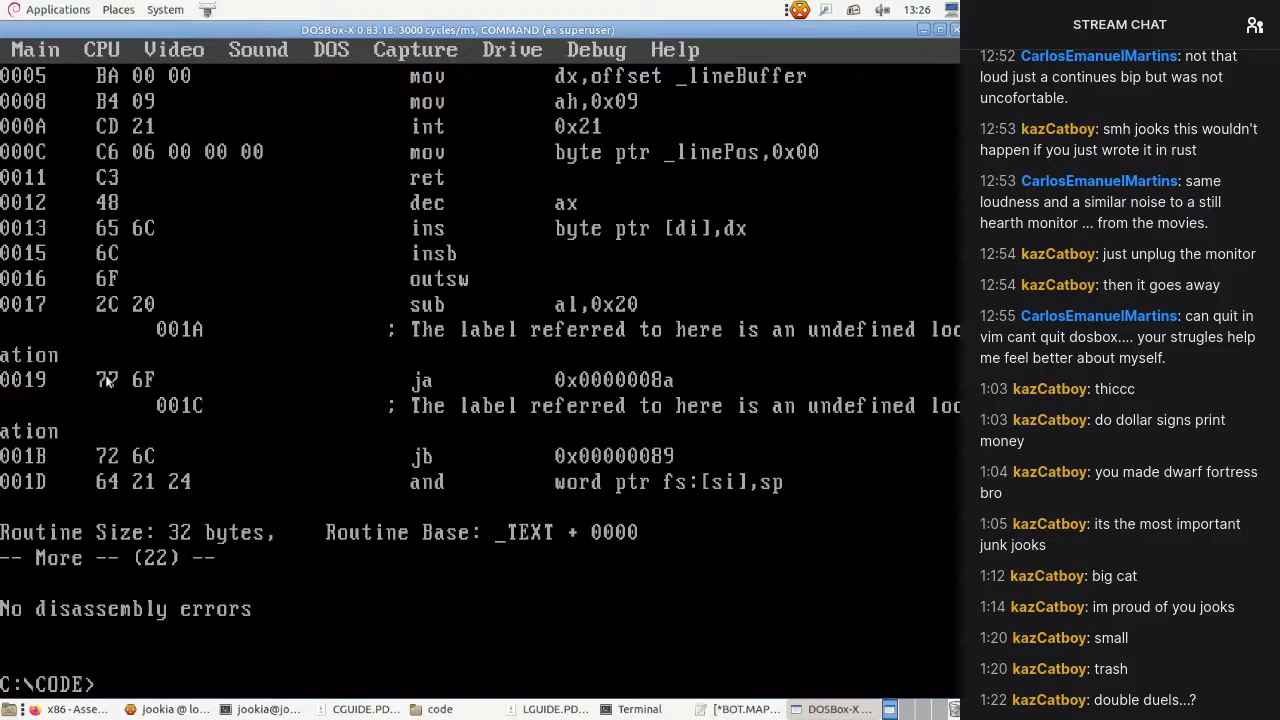 Applications Places System 13:26
DOSBox-X 0.83.18: 3000 cycles/ms, COMMAND (as superuser)
Main CPU Video Sound DOS Capture Drive Debug Help
0005 BA 00 00 mov dx,offset _lineBuffer
0008 B4 09 mov ah,0x09
000A CD 21 int 0x21
000C C6 06 00 00 00 mov byte ptr _linePos,0x00
0011 C3 ret
0012 48 dec ax
0013 65 6C ins byte ptr [di],dx
0015 6C insb
0016 6F outsw
0017 2C 20 sub al,0x20
001A ; The label referred to here is an undefined loc
ation
0019 77 6F ja 0x0000008a
001C ; The label referred to here is an undefined loc
ation
001B 72 6C jb 0x00000089
001D 64 21 24 and word ptr fs:[si],sp
Routine Size: 32 bytes, Routine Base: _TEXT + 0000
-- More -- (22) --
No disassembly errors
C:\CODE>
x86 - Asse... jookia @ lo... jookia@jo... CGUIDE.PD... code LGUIDE.PD... Terminal [*BOT.MAP... DOSBox-X ...
STREAM CHAT
12:52 CarlosEmanuelMartins: not that
loud just a continues bip but was not
uncofortable.
12:53 kazCatboy: smh jooks this wouldn't
happen if you just wrote it in rust
12:53 CarlosEmanuelMartins: same
loudness and a similar noise to a still
hearth monitor ... from the movies.
12:54 kazCatboy: just unplug the monitor
12:54 kazCatboy: then it goes away
12:55 CarlosEmanuelMartins: can quit in
vim cant quit dosbox.... your strugles help
me feel better about myself.
1:03 kazCatboy: thiccc
1:03 kazCatboy: do dollar signs print
money
1:04 kazCatboy: you made dwarf fortress
bro
1:05 kazCatboy: its the most important
junk jooks
1:12 kazCatboy: big cat
1:14 kazCatboy: im proud of you jooks
1:20 kazCatboy: small
1:20 kazCatboy: trash
1:22 kazCatboy: double duels...?